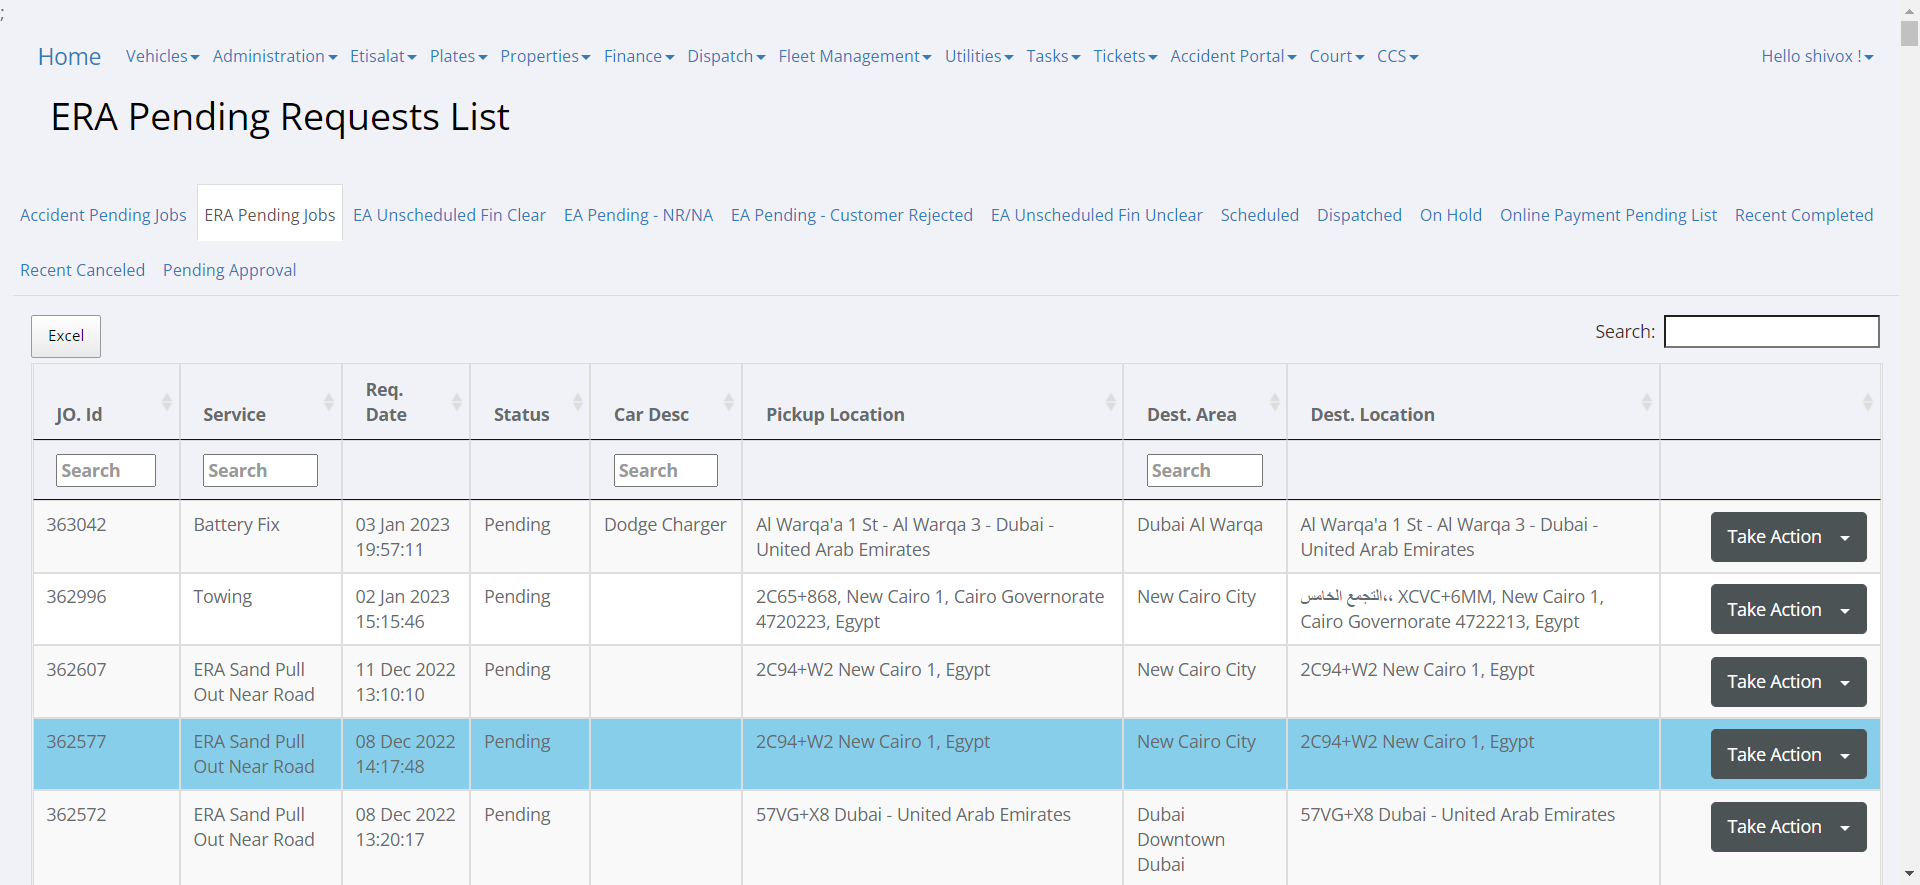 ;
Home Vehicles Administration Etisalat Plates Properties Finance Dispatch Fleet Management Utilities Tasks Tickets Accident Portal Court CCS Hello shivox !
ERA Pending Requests List
Accident Pending Jobs ERA Pending Jobs EA Unscheduled Fin Clear EA Pending - NR/NA EA Pending - Customer Rejected EA Unscheduled Fin Unclear Scheduled Dispatched On Hold Online Payment Pending List Recent Completed
Recent Canceled Pending Approval
Excel Search:
Req.
JO. Id Service Date Status Car Desc Pickup Location Dest. Area Dest. Location
Search Search Search Search
363042 Battery Fix 03 Jan 2023 Pending Dodge Charger Al Warqa'a 1 St - Al Warqa 3 - Dubai - Dubai Al Warqa Al Warqa'a 1 St - Al Warqa 3 - Dubai - Take Action
19:57:11 United Arab Emirates United Arab Emirates
362996 Towing 02 Jan 2023 Pending 2C65+868, New Cairo 1, Cairo Governorate New Cairo City التجمع الخامس،، XCVC+6MM, New Cairo 1, Take Action
15:15:46 4720223, Egypt Cairo Governorate 4722213, Egypt
362607 ERA Sand Pull 11 Dec 2022 Pending 2C94+W2 New Cairo 1, Egypt New Cairo City 2C94+W2 New Cairo 1, Egypt Take Action
Out Near Road 13:10:10
362577 ERA Sand Pull 08 Dec 2022 Pending 2C94+W2 New Cairo 1, Egypt New Cairo City 2C94+W2 New Cairo 1, Egypt Take Action
Out Near Road 14:17:48
362572 ERA Sand Pull 08 Dec 2022 Pending 57VG+X8 Dubai - United Arab Emirates Dubai 57VG+X8 Dubai - United Arab Emirates Take Action
Out Near Road 13:20:17 Downtown
Dubai